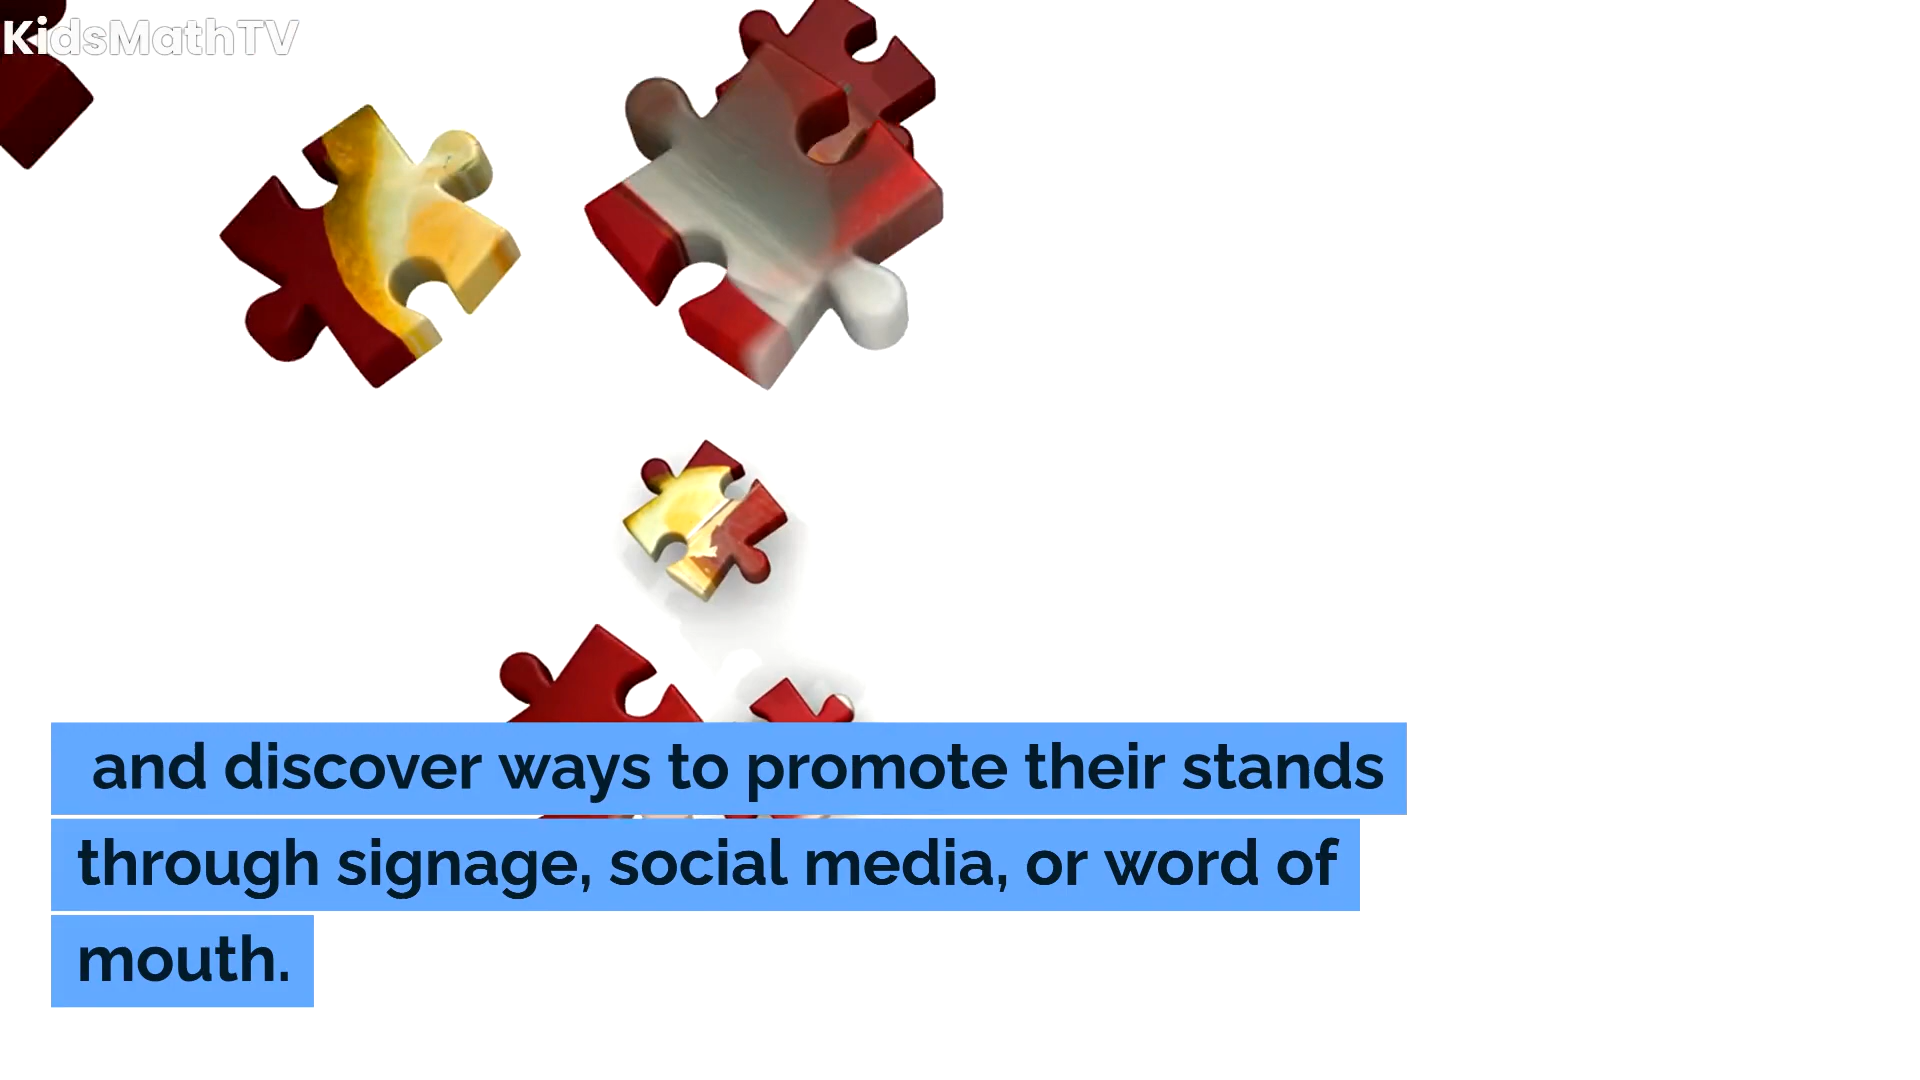 KidsMathTV
and discover ways to promote their stands
through signage, social media, or word of
mouth.